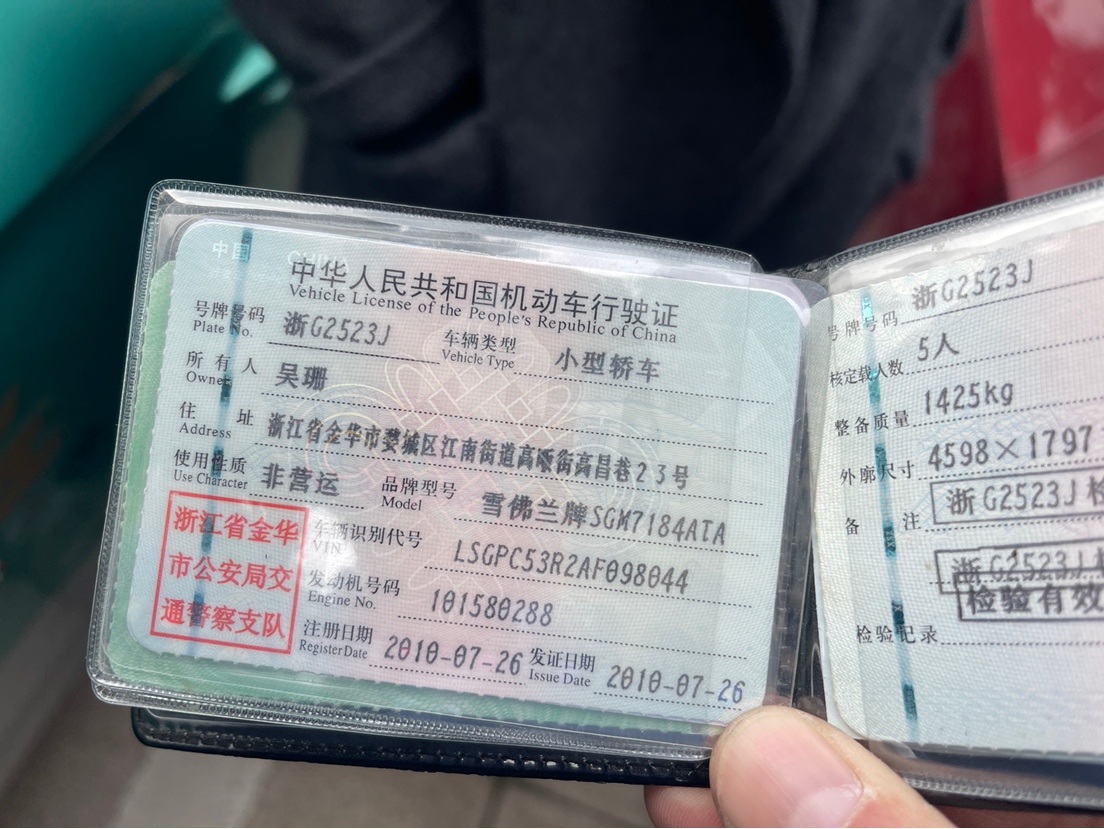 中国 CHINA
中华人民共和国机动车行驶证
Vehicle License of the People's Republic of China
号牌号码 浙G2523J 车辆类型 小型轿车
Plate No. Vehicle Type
所有人 吴珊
Owner
住址 浙江省金华市婺城区江南街道高畈街高昌巷23号
Address
使用性质 非营运 品牌型号 雪佛兰牌SGM7184ATA
Use Character Model
车辆识别代号 LSGPC53R2AF098044
VIN
发动机号码 101580288
Engine No.
注册日期 2010-07-26 发证日期 2010-07-26
Register Date Issue Date
浙江省金华
市公安局交
通警察支队
号牌号码 浙G2523J
核定载人数 5人
整备质量 1425kg
外廓尺寸 4598×1797
备注 浙G2523J 检
浙G2523J
检验有效
检验记录